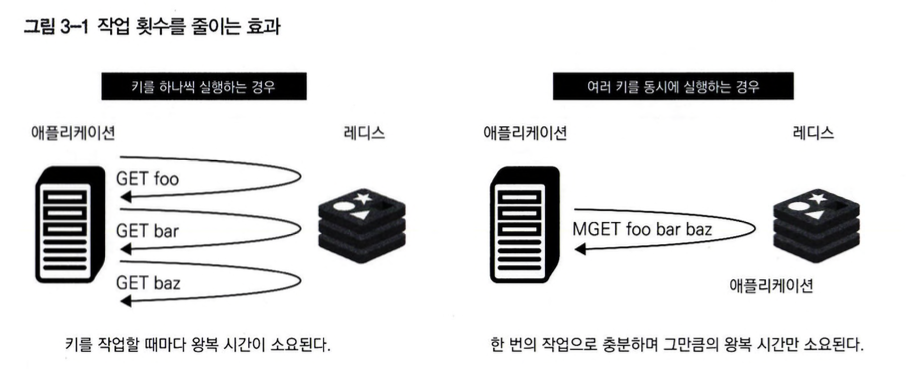 그림 3-1 작업 횟수를 줄이는 효과
키를 하나씩 실행하는 경우
애플리케이션
레디스
GET foo
GET bar
GET baz
키를 작업할 때마다 왕복 시간이 소요된다.
여러 키를 동시에 실행하는 경우
애플리케이션
레디스
MGET foo bar baz
애플리케이션
한 번의 작업으로 충분하며 그만큼의 왕복 시간만 소요된다.